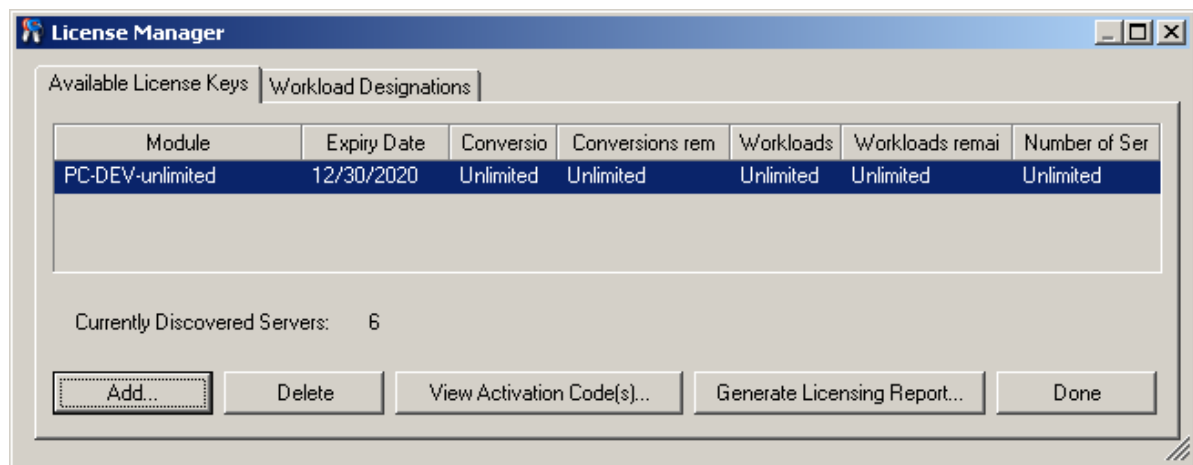 License Manager
Available License Keys Workload Designations
Module Expiry Date Conversio Conversions rem Workloads Workloads remai Number of Ser
PC-DEV-unlimited 12/30/2020 Unlimited Unlimited Unlimited Unlimited Unlimited
Currently Discovered Servers: 6
Add... Delete View Activation Code(s)... Generate Licensing Report... Done